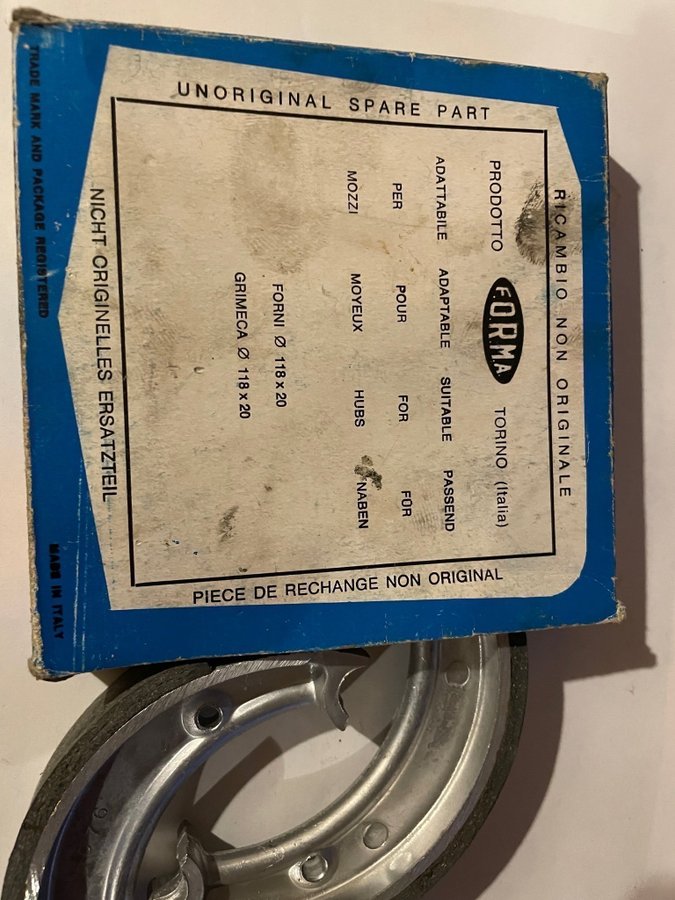 RICAMBIO NON ORIGINALE
PRODOTTO F.O.R.M.A. TORINO (Italia)
ADATTABILE ADAPTABLE SUITABLE PASSEND
PER POUR FOR FÜR
MOZZI MOYEUX HUBS NABEN
FORNI Ø 118 x 20
GRIMECA Ø 118 x 20
NICHT ORIGINELLES ERSATZTEIL
UNORIGINAL SPARE PART
PIECE DE RECHANGE NON ORIGINAL
TRADE MARK AND PACKAGE REGISTERED
MADE IN ITALY